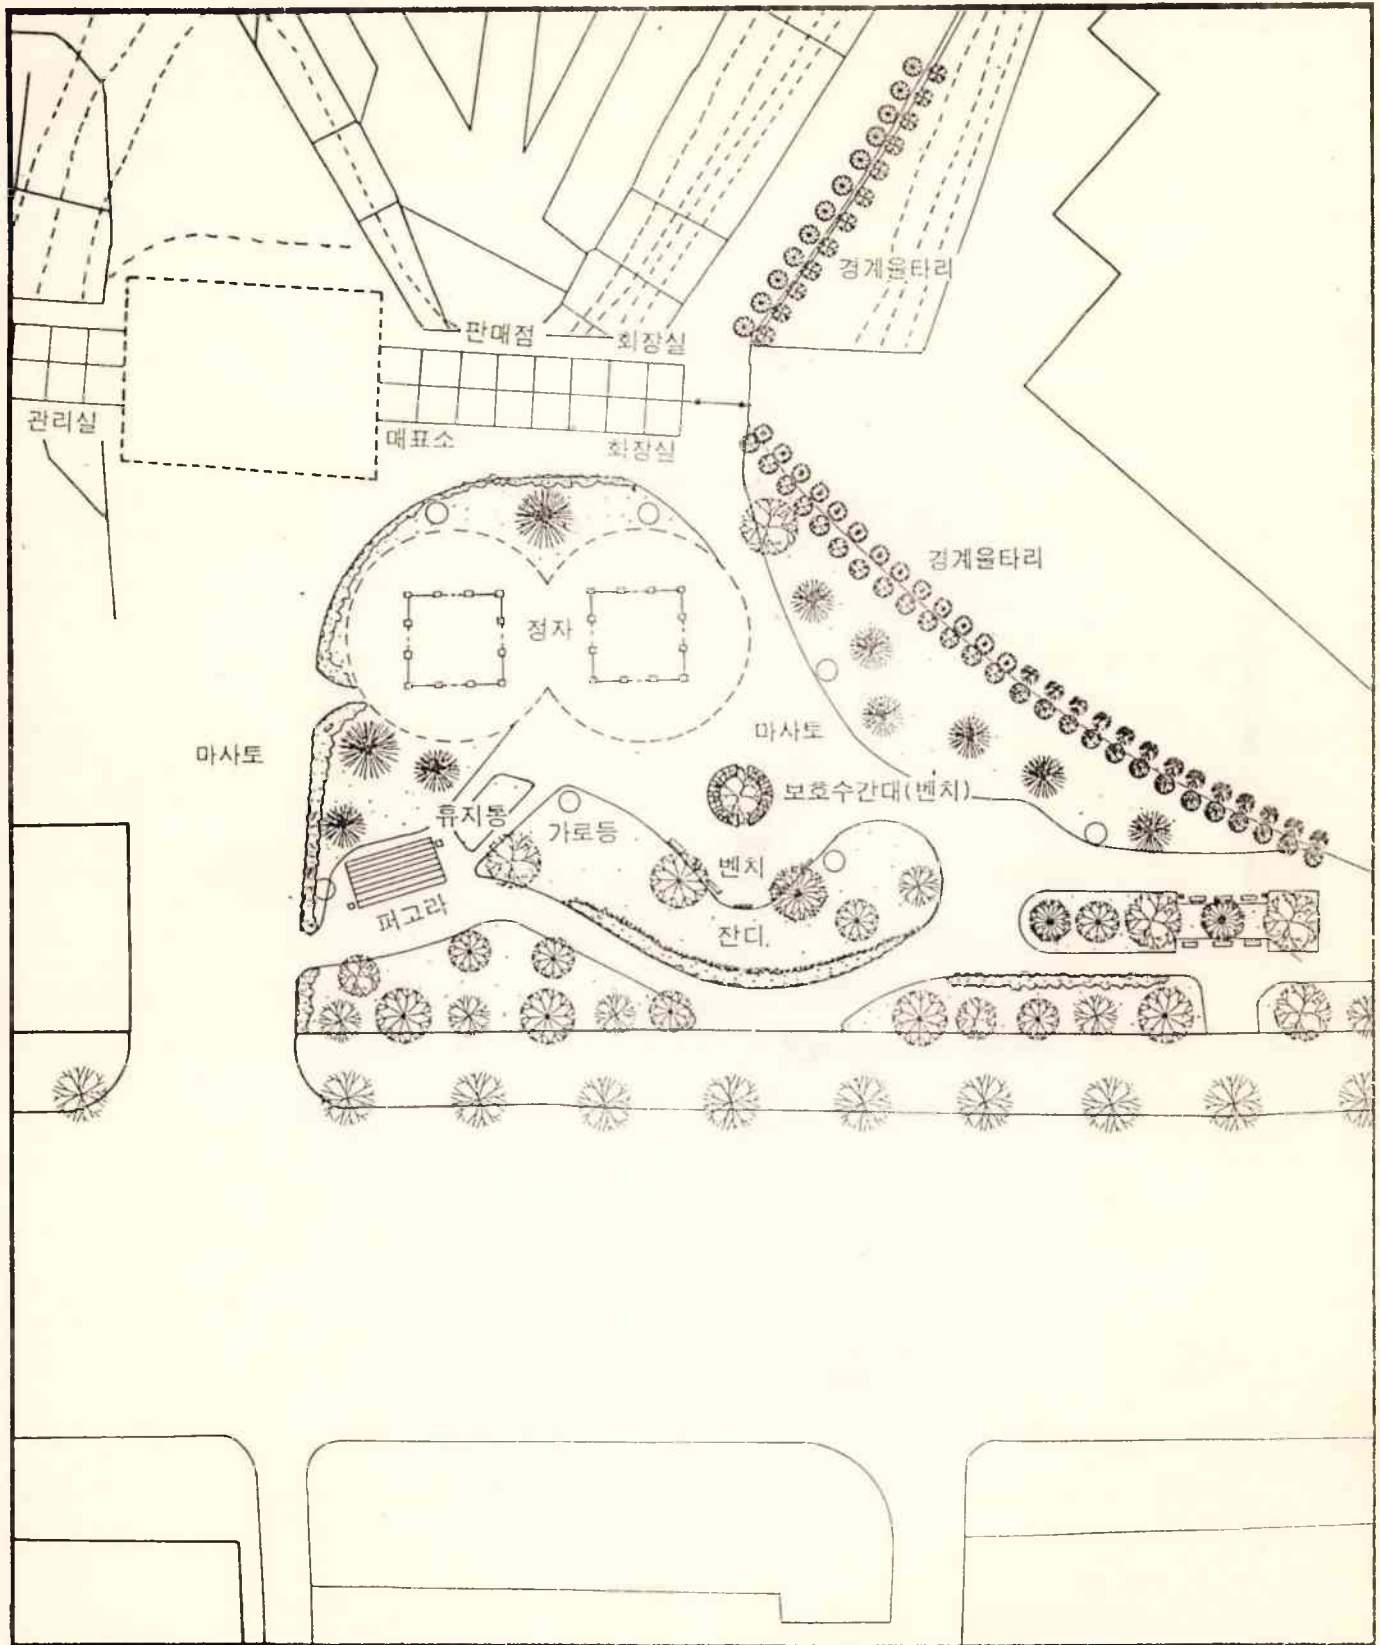 경계울타리
판매점
화장실
관리실
매표소
화장실
경계울타리
정자
마사토
마사토
보호수간대(벤치)
휴지통
가로등
벤치
퍼고라
잔디